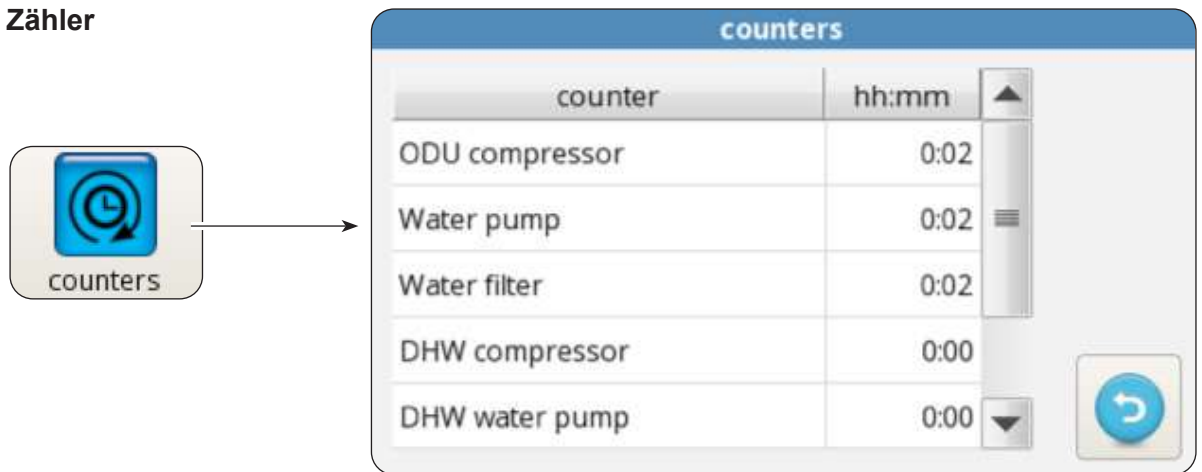 Zähler
counters
counters
counter hh:mm
ODU compressor 0:02
Water pump 0:02
Water filter 0:02
DHW compressor 0:00
DHW water pump 0:00